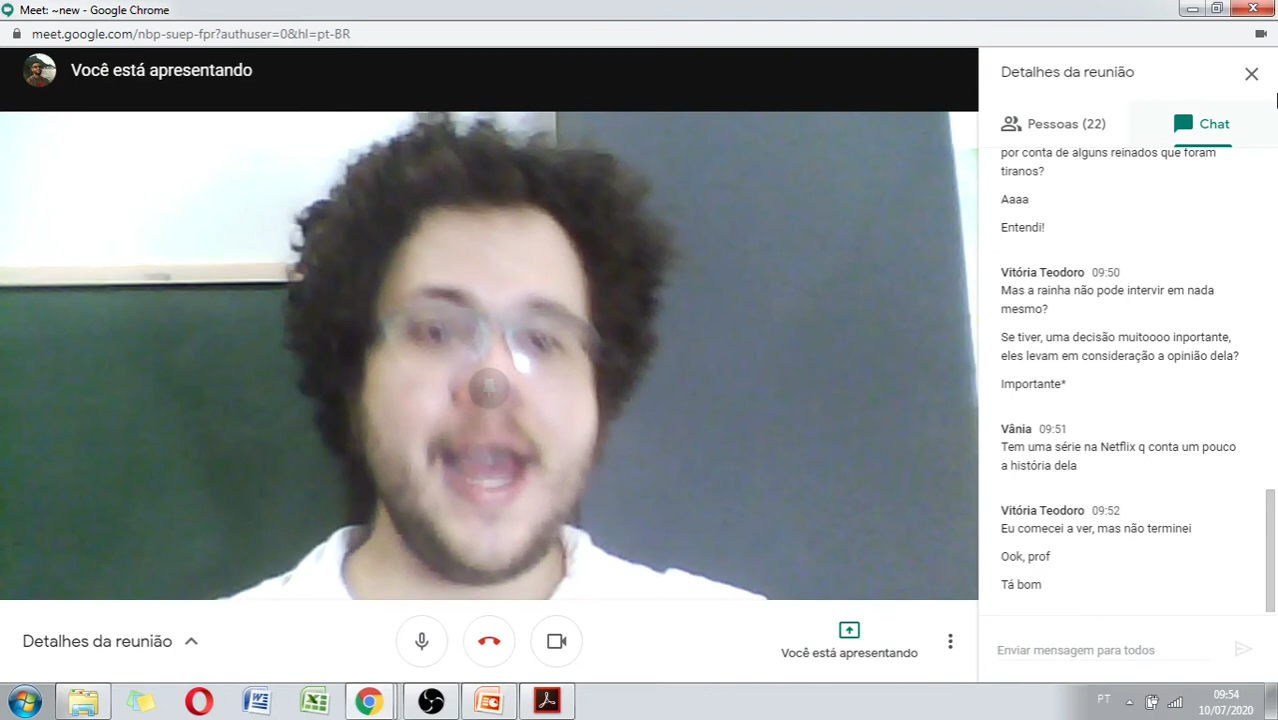 Meet: ~new - Google Chrome
meet.google.com/nbp-suep-fpr?authuser=0&hl=pt-BR
Você está apresentando
Detalhes da reunião
Pessoas (22)
Chat
por conta de alguns reinados que foram
tiranos?
Aaaa
Entendi!
Vitória Teodoro 09:50
Mas a rainha não pode intervir em nada
mesmo?
Se tiver, uma decisão muitoooo inportante,
eles levam em consideração a opinião dela?
Importante*
Vânia 09:51
Tem uma série na Netflix q conta um pouco
a história dela
Vitória Teodoro 09:52
Eu comecei a ver, mas não terminei
Ook, prof
Tá bom
Detalhes da reunião
Você está apresentando
Enviar mensagem para todos
PT
09:54
10/07/2020